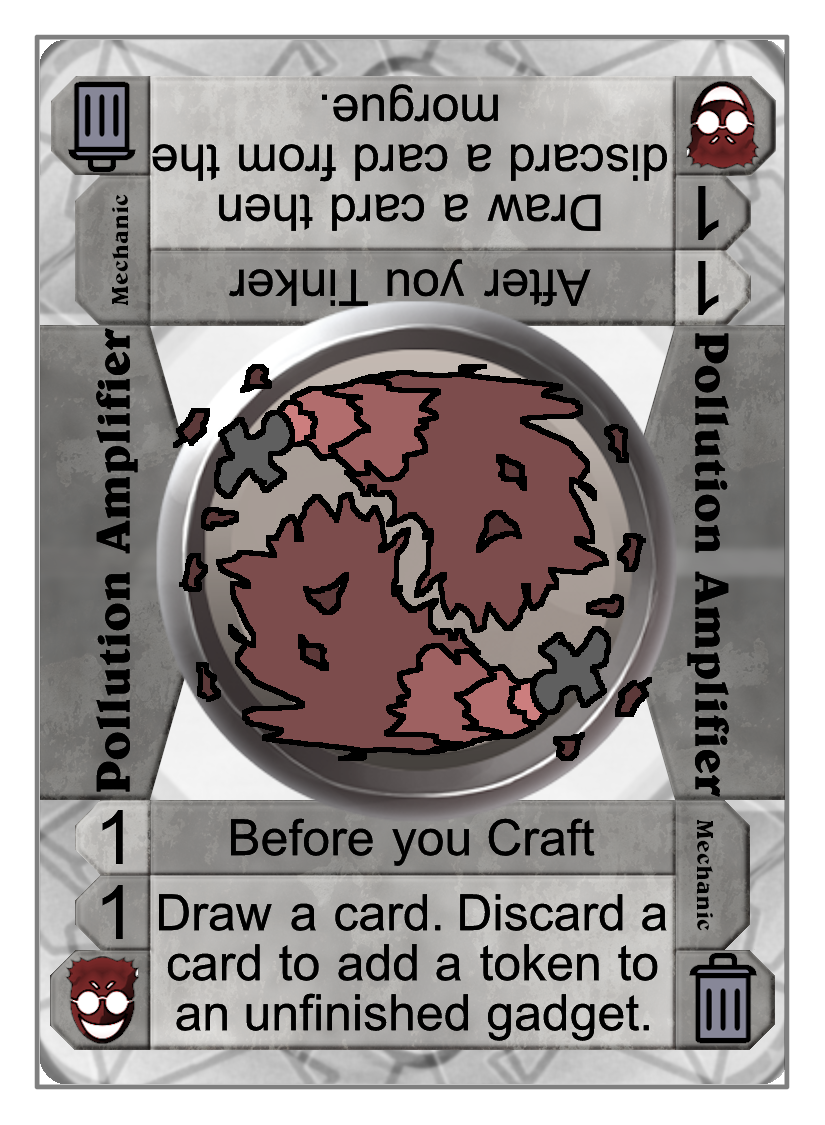 Draw a card then
discard a card from the
morgue.
After you Tinker
1
1
Mechanic
Pollution Amplifier
Pollution Amplifier
1
Before you Craft
1
Draw a card. Discard a
card to add a token to
an unfinished gadget.
Mechanic